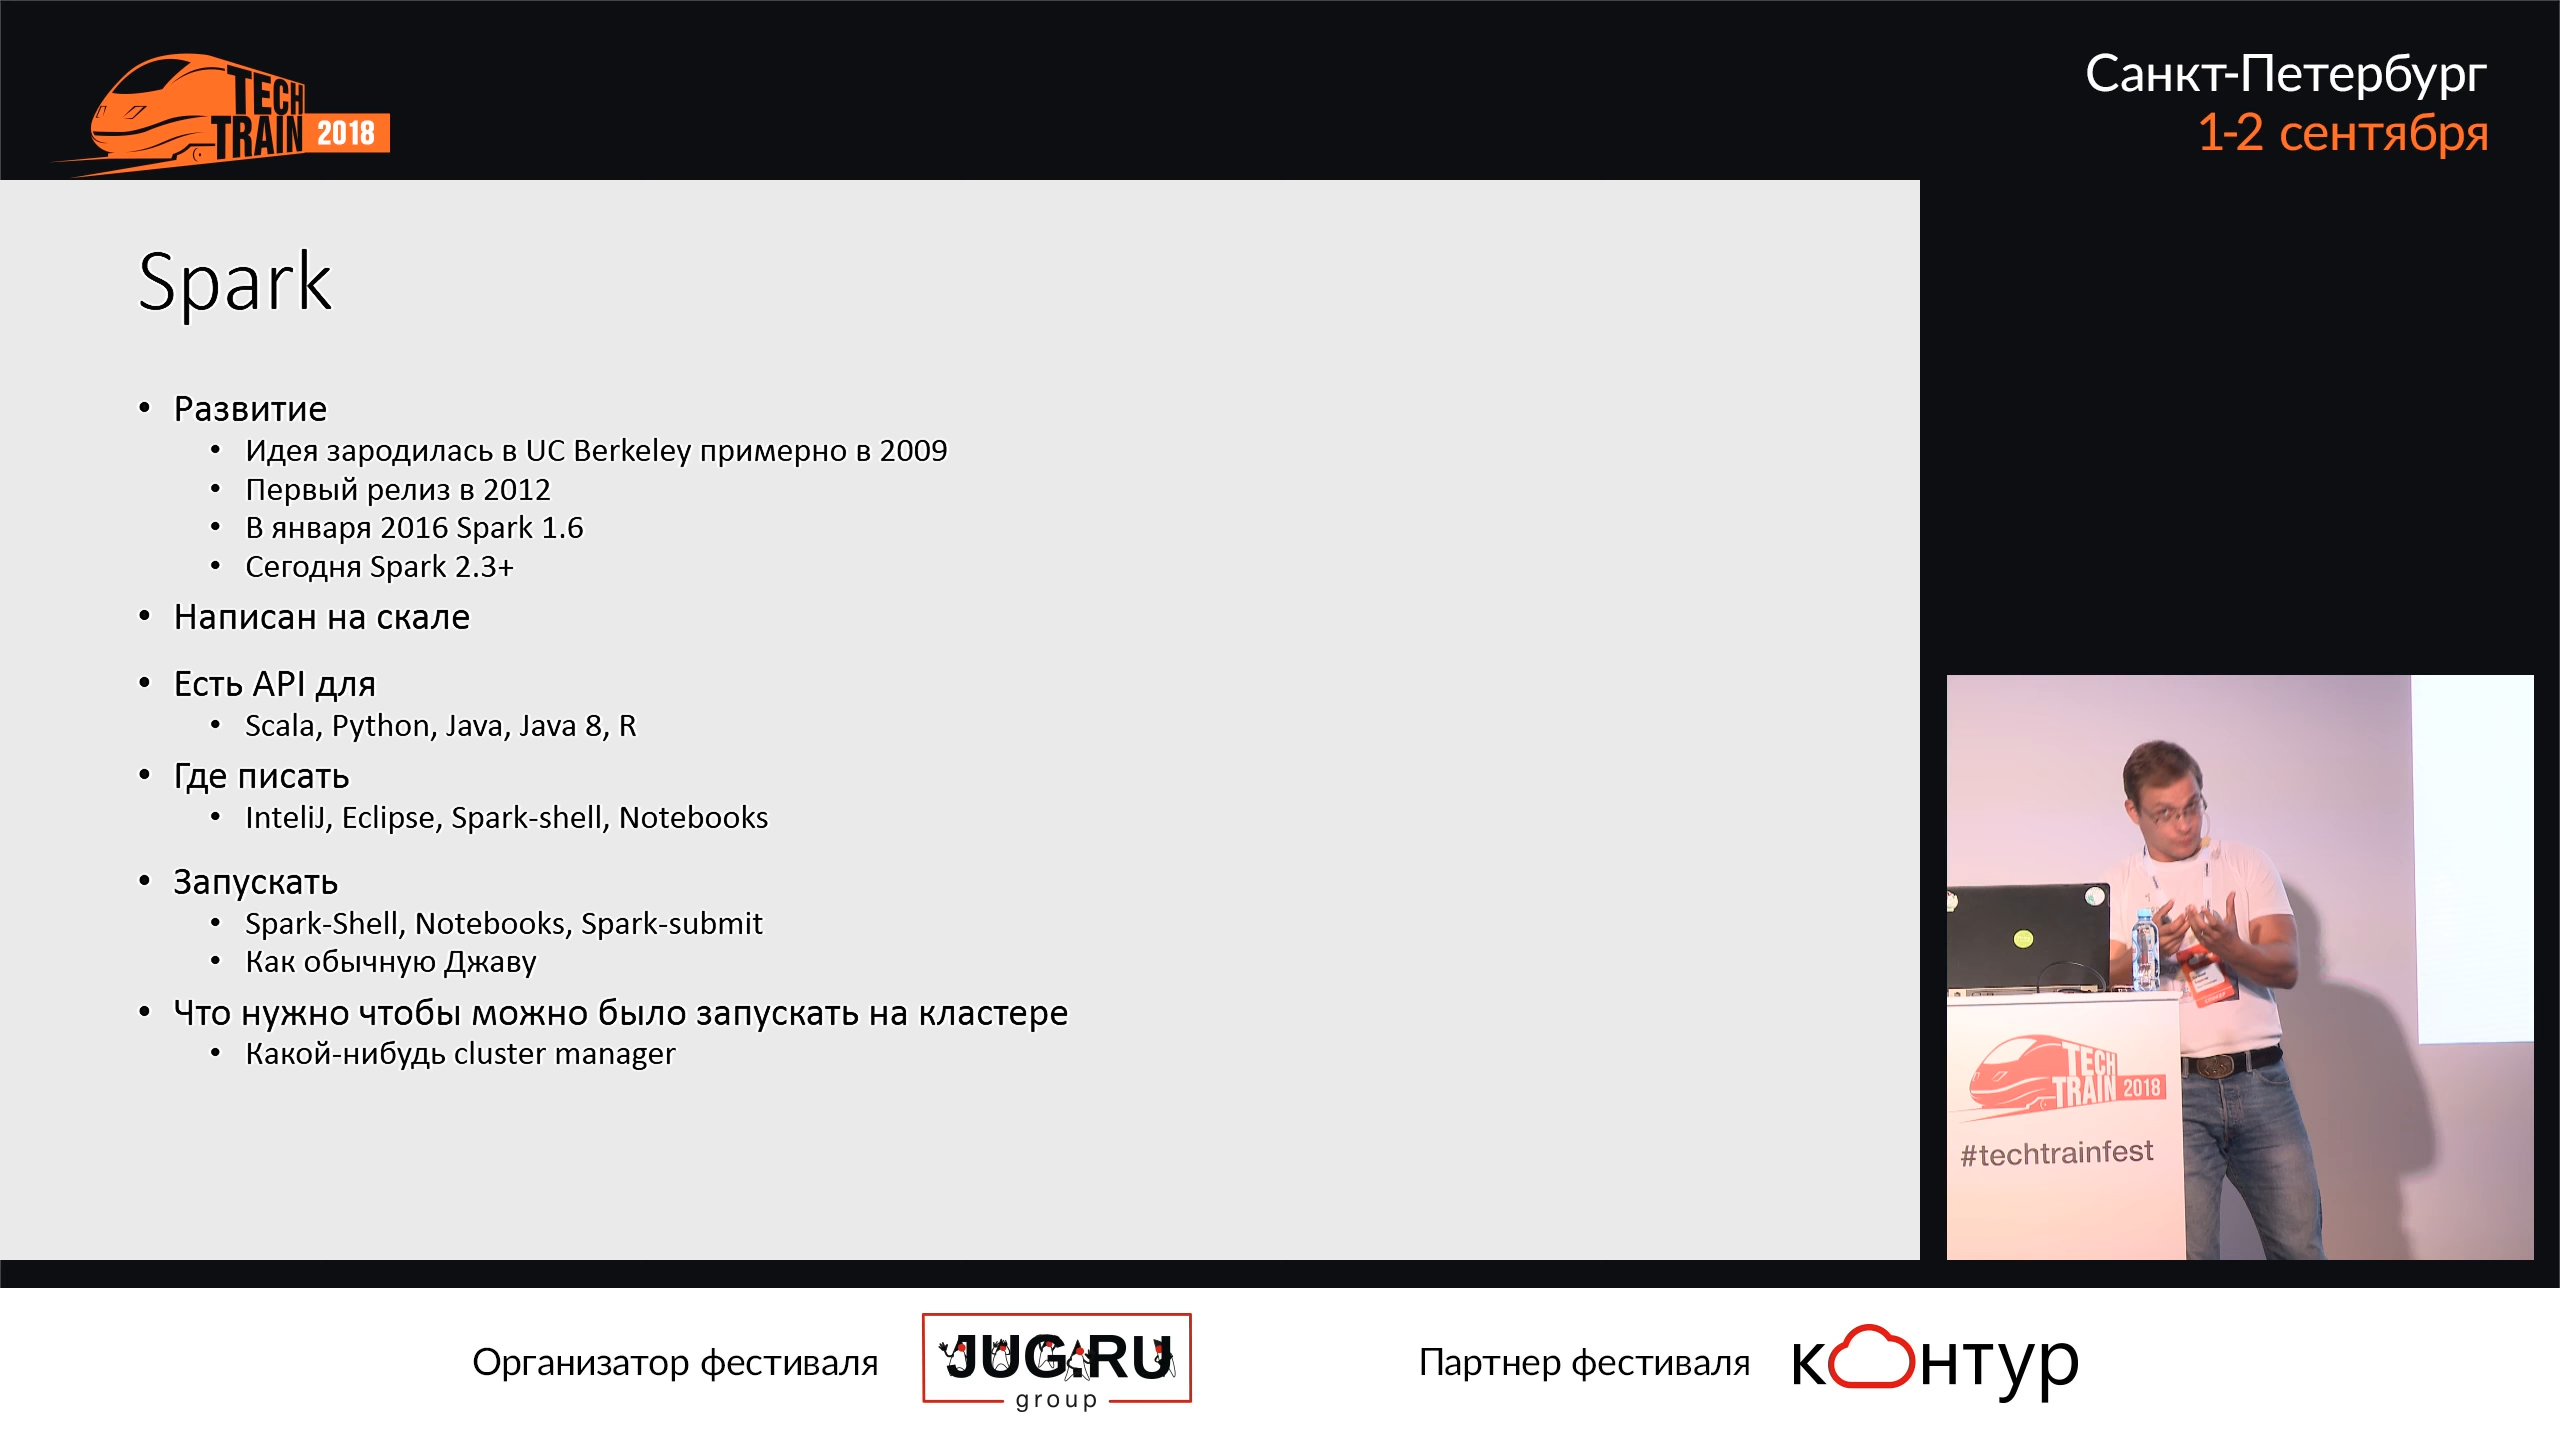 TECH
TRAIN 2018
Санкт-Петербург
1-2 сентября
Spark
• Развитие
• Идея зародилась в UC Berkeley примерно в 2009
• Первый релиз в 2012
• В января 2016 Spark 1.6
• Сегодня Spark 2.3+
• Написан на скале
• Есть API для
• Scala, Python, Java, Java 8, R
• Где писать
• InteliJ, Eclipse, Spark-shell, Notebooks
• Запускать
• Spark-Shell, Notebooks, Spark-submit
• Как обычную Джаву
• Что нужно чтобы можно было запускать на кластере
• Какой-нибудь cluster manager
TECH
TRAIN 2018
#techtrainfest
Организатор фестиваля
JUG.RU
group
Партнер фестиваля
контур